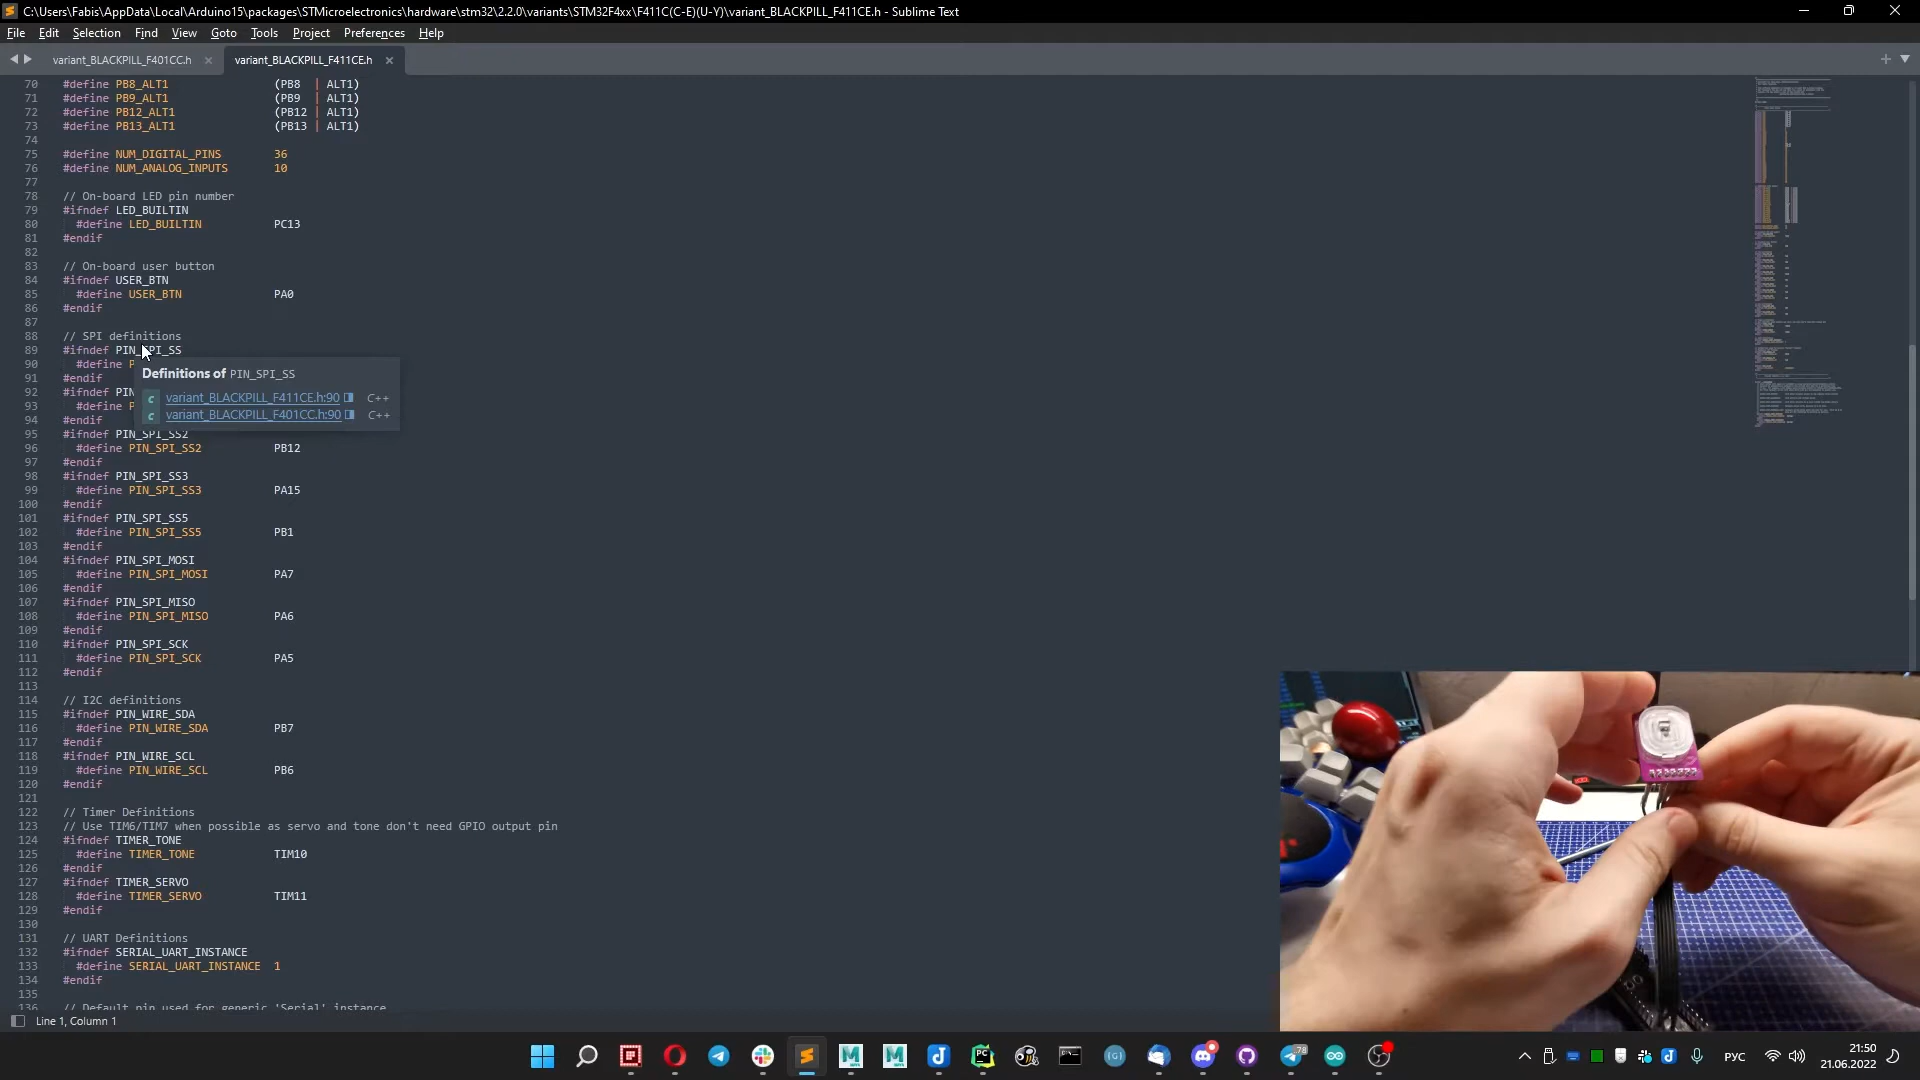 C:\Users\Fabis\AppData\Local\Arduino15\packages\STMicroelectronics\hardware\stm32\2.2.0\variants\STM32F4xx\F411C(C-E)(U-Y)\variant_BLACKPILL_F411CE.h - Sublime Text
File Edit Selection Find View Goto Tools Project Preferences Help
variant_BLACKPILL_F401CC.h × variant_BLACKPILL_F411CE.h ×
70 #define PB8_ALT1 (PB8 | ALT1)
71 #define PB9_ALT1 (PB9 | ALT1)
72 #define PB12_ALT1 (PB12 | ALT1)
73 #define PB13_ALT1 (PB13 | ALT1)
74
75 #define NUM_DIGITAL_PINS 36
76 #define NUM_ANALOG_INPUTS 10
77
78 // On-board LED pin number
79 #ifndef LED_BUILTIN
80 #define LED_BUILTIN PC13
81 #endif
82
83 // On-board user button
84 #ifndef USER_BTN
85 #define USER_BTN PA0
86 #endif
87
88 // SPI definitions
89 #ifndef PIN_SPI_SS
90 #define P
91 #endif
92 #ifndef PIN
93 #define P
94 #endif
Definitions of PIN_SPI_SS
c variant_BLACKPILL_F411CE.h:90 C++
c variant_BLACKPILL_F401CC.h:90 C++
95 #ifndef PIN_SPI_SS2
96 #define PIN_SPI_SS2 PB12
97 #endif
98 #ifndef PIN_SPI_SS3
99 #define PIN_SPI_SS3 PA15
100 #endif
101 #ifndef PIN_SPI_SS5
102 #define PIN_SPI_SS5 PB1
103 #endif
104 #ifndef PIN_SPI_MOSI
105 #define PIN_SPI_MOSI PA7
106 #endif
107 #ifndef PIN_SPI_MISO
108 #define PIN_SPI_MISO PA6
109 #endif
110 #ifndef PIN_SPI_SCK
111 #define PIN_SPI_SCK PA5
112 #endif
113
114 // I2C definitions
115 #ifndef PIN_WIRE_SDA
116 #define PIN_WIRE_SDA PB7
117 #endif
118 #ifndef PIN_WIRE_SCL
119 #define PIN_WIRE_SCL PB6
120 #endif
121
122 // Timer Definitions
123 // Use TIM6/TIM7 when possible as servo and tone don't need GPIO output pin
124 #ifndef TIMER_TONE
125 #define TIMER_TONE TIM10
126 #endif
127 #ifndef TIMER_SERVO
128 #define TIMER_SERVO TIM11
129 #endif
130
131 // UART Definitions
132 #ifndef SERIAL_UART_INSTANCE
133 #define SERIAL_UART_INSTANCE 1
134 #endif
135
136 // Default pin used for generic 'Serial' instance
Line 1, Column 1
РУС
21:50
21.06.2022